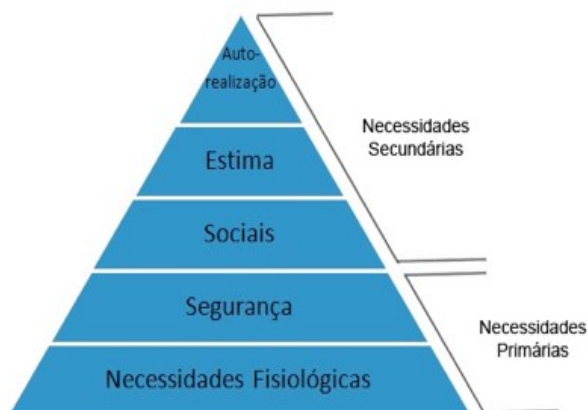 Auto-
realização
Estima
Sociais
Segurança
Necessidades Fisiológicas
Necessidades
Secundárias
Necessidades
Primárias